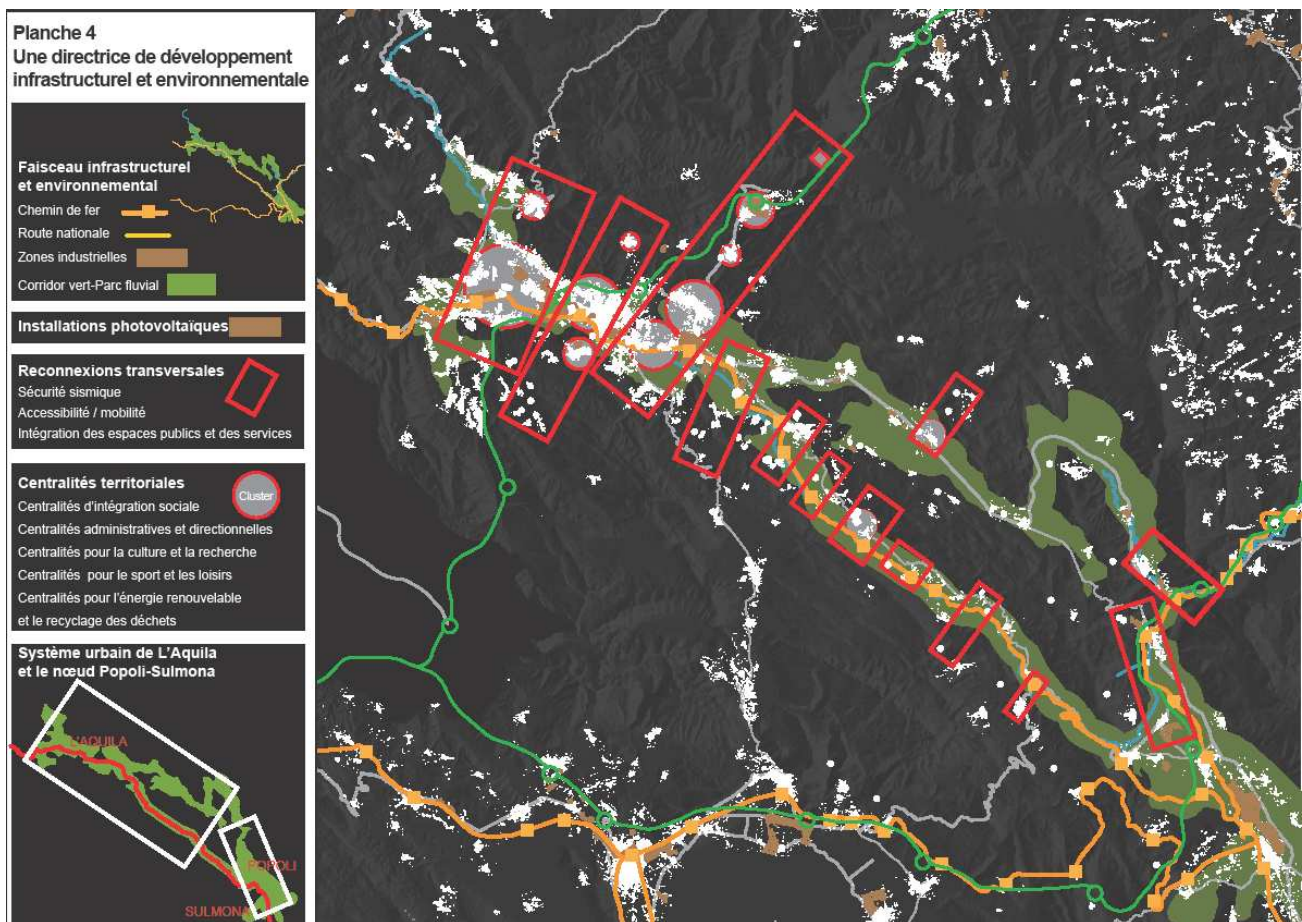 Planche 4
Une directrice de développement
infrastructurel et environnementale
Faisceau infrastructurel
et environnemental
Chemin de fer
Route nationale
Zones industrielles
Corridor vert-Parc fluvial
Installations photovoltaïques
Reconnexions transversales
Sécurité sismique
Accessibilité / mobilité
Intégration des espaces publics et des services
Centralités territoriales
Cluster
Centralités d'intégration sociale
Centralités administratives et directionnelles
Centralités pour la culture et la recherche
Centralités pour le sport et les loisirs
Centralités pour l'énergie renouvelable
et le recyclage des déchets
Système urbain de L'Aquila
et le nœud Popoli-Sulmona
L'AQUILA
POPOLI
SULMONA